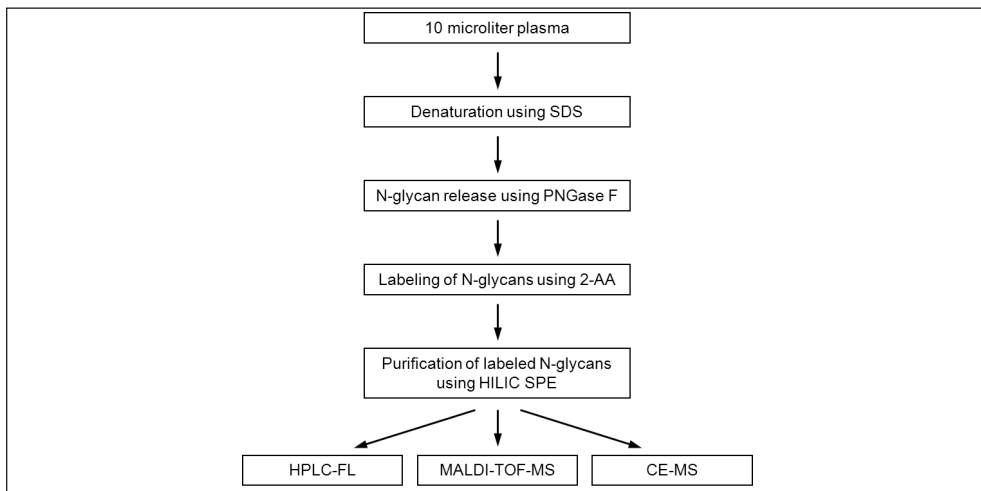 10 microliter plasma
Denaturation using SDS
N-glycan release using PNGase F
Labeling of N-glycans using 2-AA
Purification of labeled N-glycans
using HILIC SPE
HPLC-FL
MALDI-TOF-MS
CE-MS